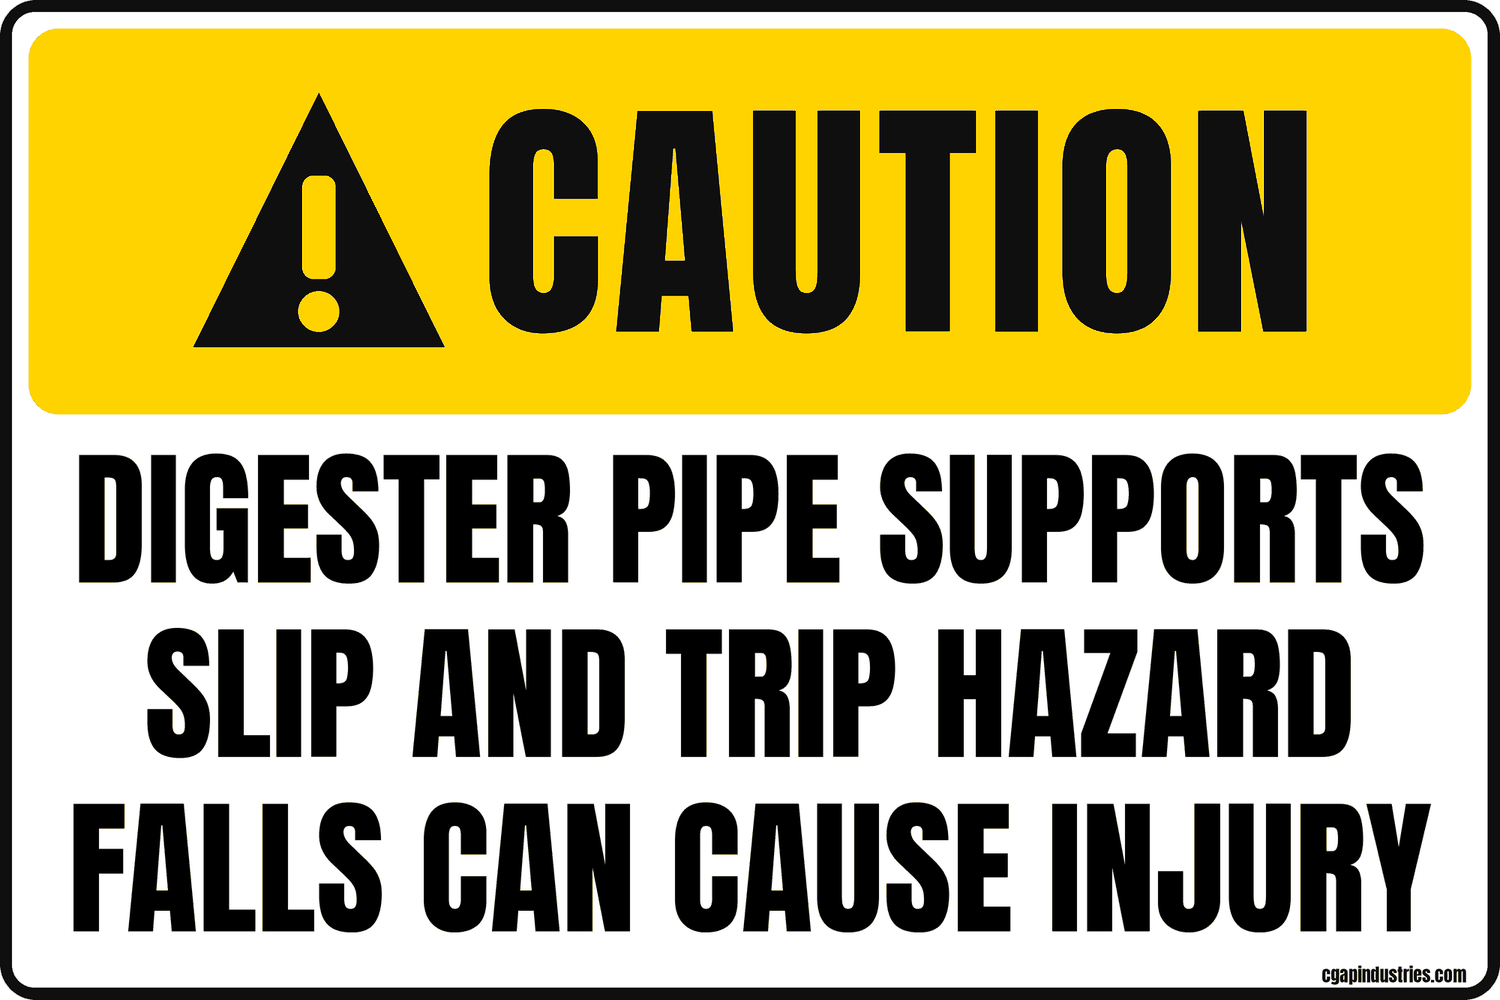 CAUTION
DIGESTER PIPE SUPPORTS
SLIP AND TRIP HAZARD
FALLS CAN CAUSE INJURY
cgapindustries.com